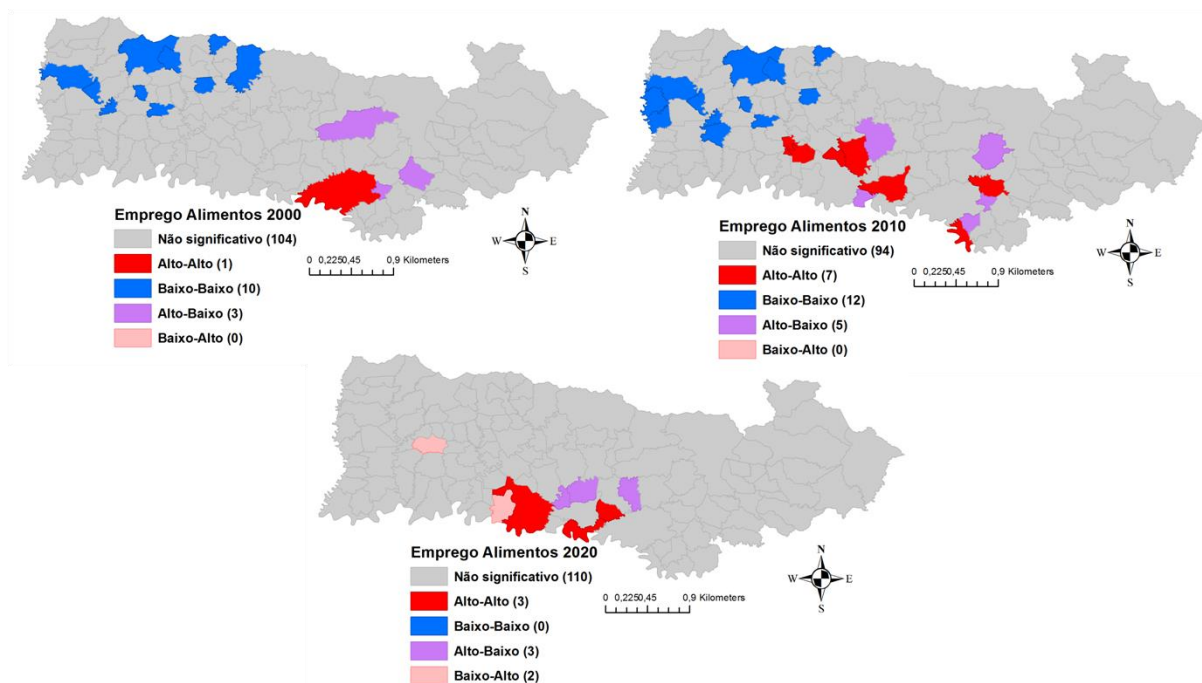 Emprego Alimentos 2000
Não significativo (104)
Alto-Alto (1)
Baixo-Baixo (10)
Alto-Baixo (3)
Baixo-Alto (0)
N
W E
S
0 0,2250,45 0,9 Kilometers
Emprego Alimentos 2010
Não significativo (94)
Alto-Alto (7)
Baixo-Baixo (12)
Alto-Baixo (5)
Baixo-Alto (0)
N
W E
S
0 0,2250,45 0,9 Kilometers
Emprego Alimentos 2020
Não significativo (110)
Alto-Alto (3)
Baixo-Baixo (0)
Alto-Baixo (3)
Baixo-Alto (2)
N
W E
S
0 0,2250,45 0,9 Kilometers